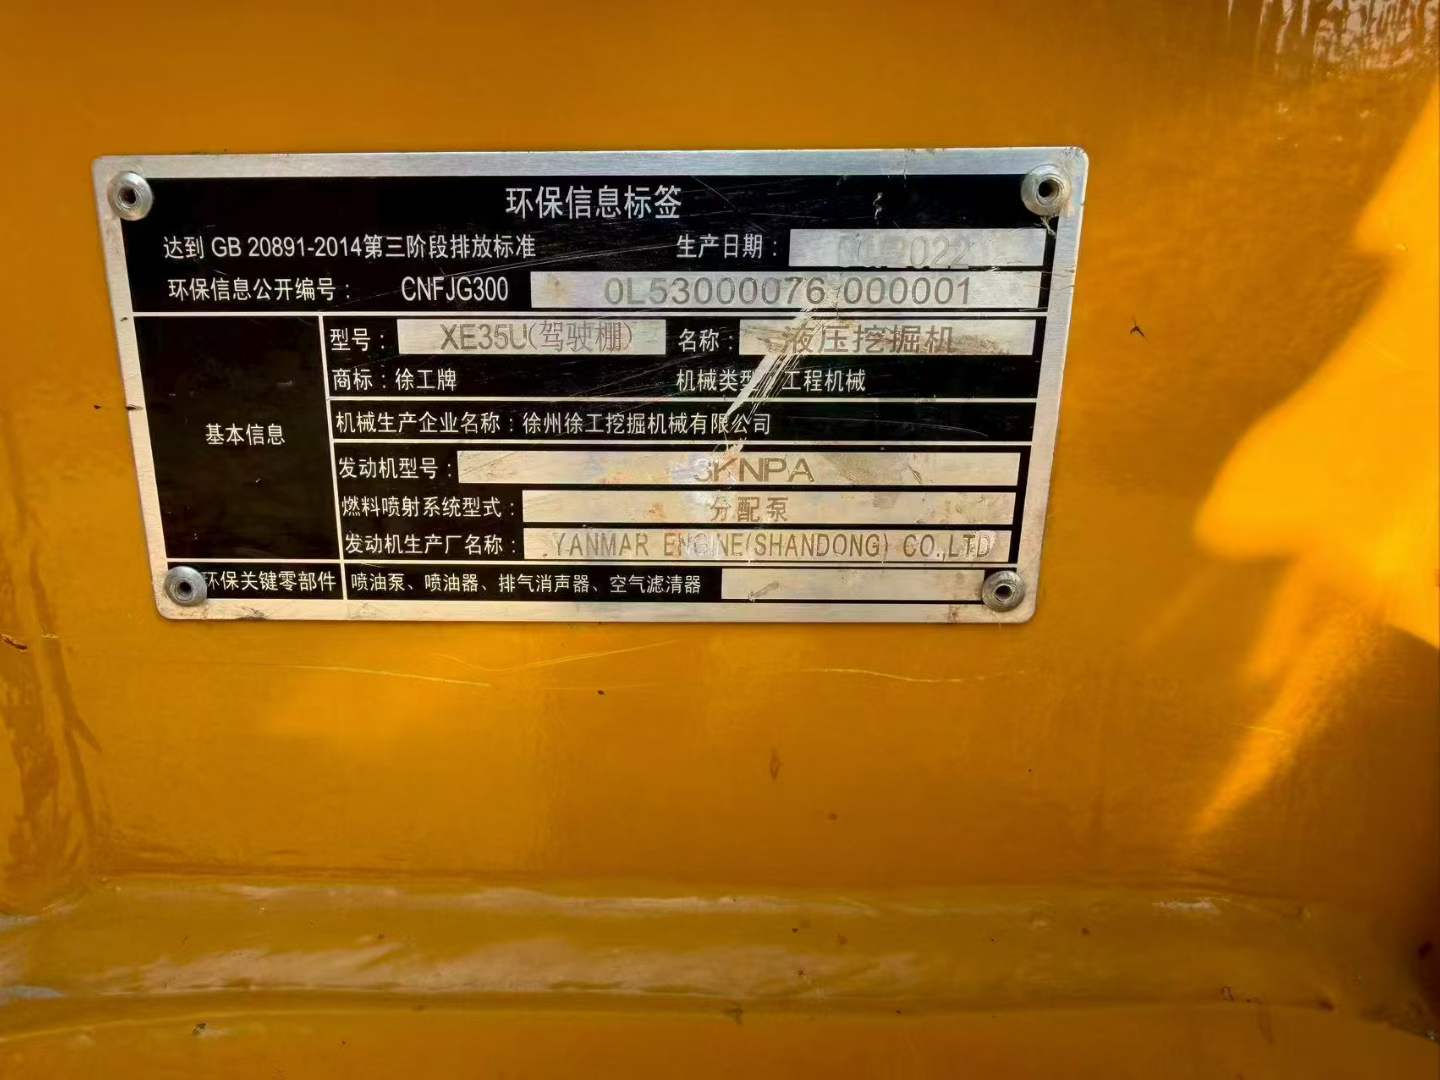 环保信息标签
达到 GB 20891-2014第三阶段排放标准 生产日期： 2022
环保信息公开编号： CNFJG300 0L53000076 000001
型号： XE35U(驾驶棚) 名称： 液压挖掘机
商标：徐工牌 机械类型：工程机械
基本信息
机械生产企业名称：徐州徐工挖掘机械有限公司
发动机型号：
燃料喷射系统型式： 分配泵
发动机生产厂名称： YANMAR ENGINE(SHANDONG) CO.,LTD
环保关键零部件 喷油泵、喷油器、排气消声器、空气滤清器